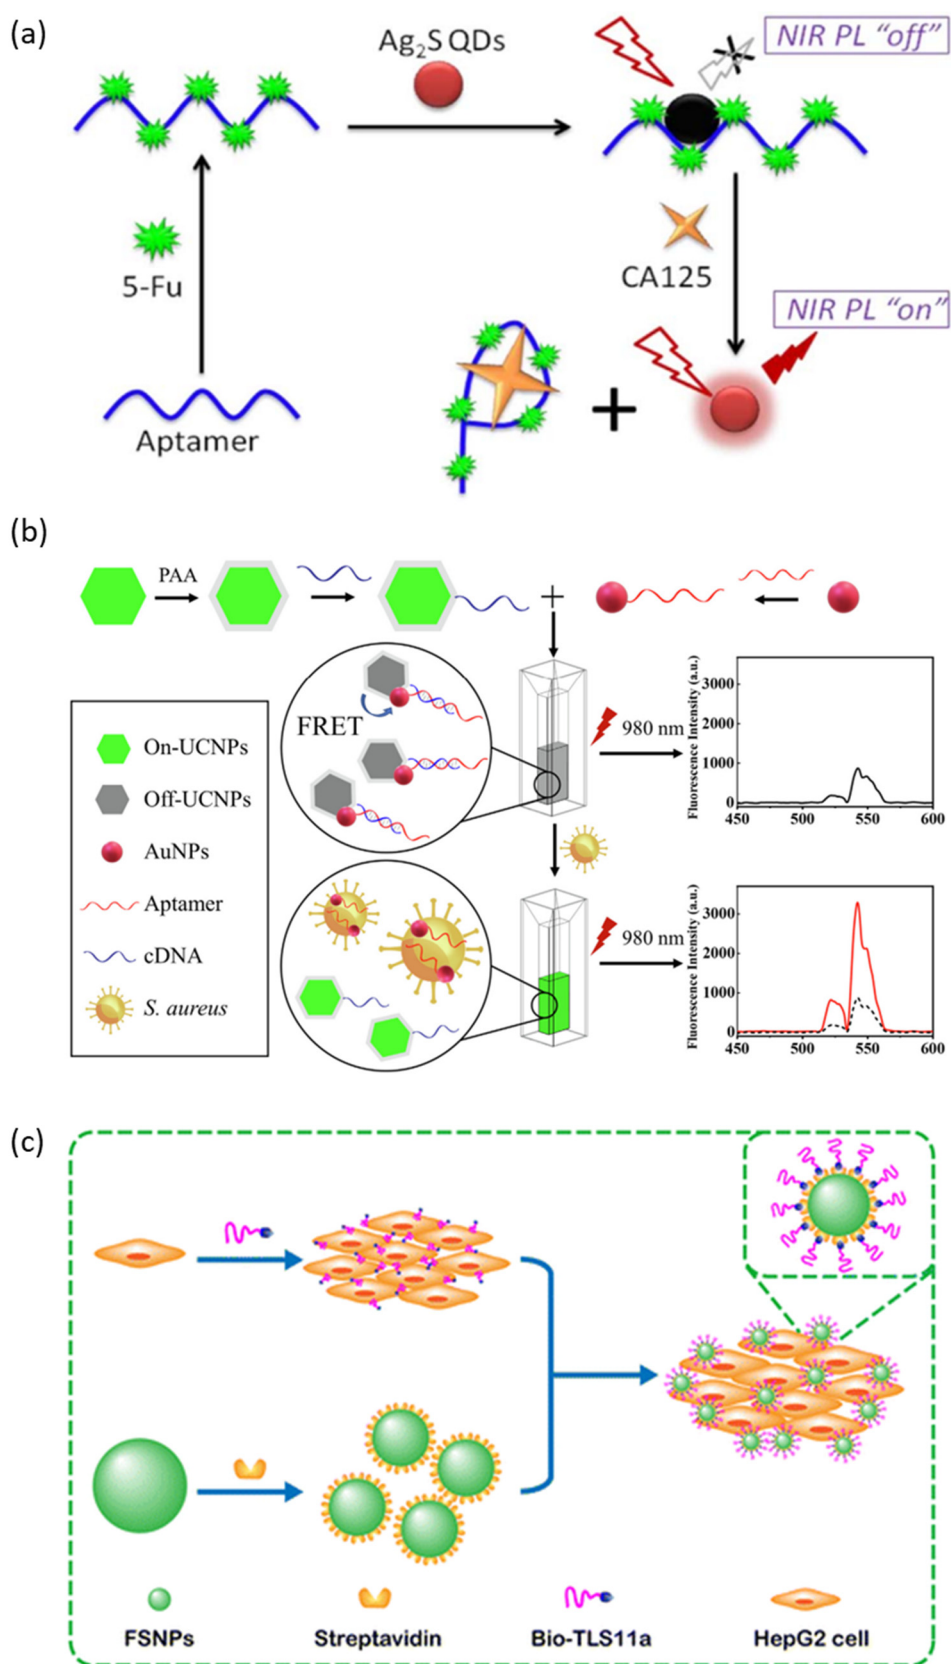 (a)
Ag₂S QDs
NIR PL “off”
5-Fu
CA125
NIR PL “on”
Aptamer
+
(b)
PAA
+
FRET
980 nm
Fluorescence Intensity (a.u.)
3000
2000
1000
0
450 500 550 600
On-UCNPs
Off-UCNPs
AuNPs
Aptamer
cDNA
S. aureus
980 nm
Fluorescence Intensity (a.u.)
3000
2000
1000
0
450 500 550 600
(c)
FSNPs
Streptavidin
Bio-TLS11a
HepG2 cell